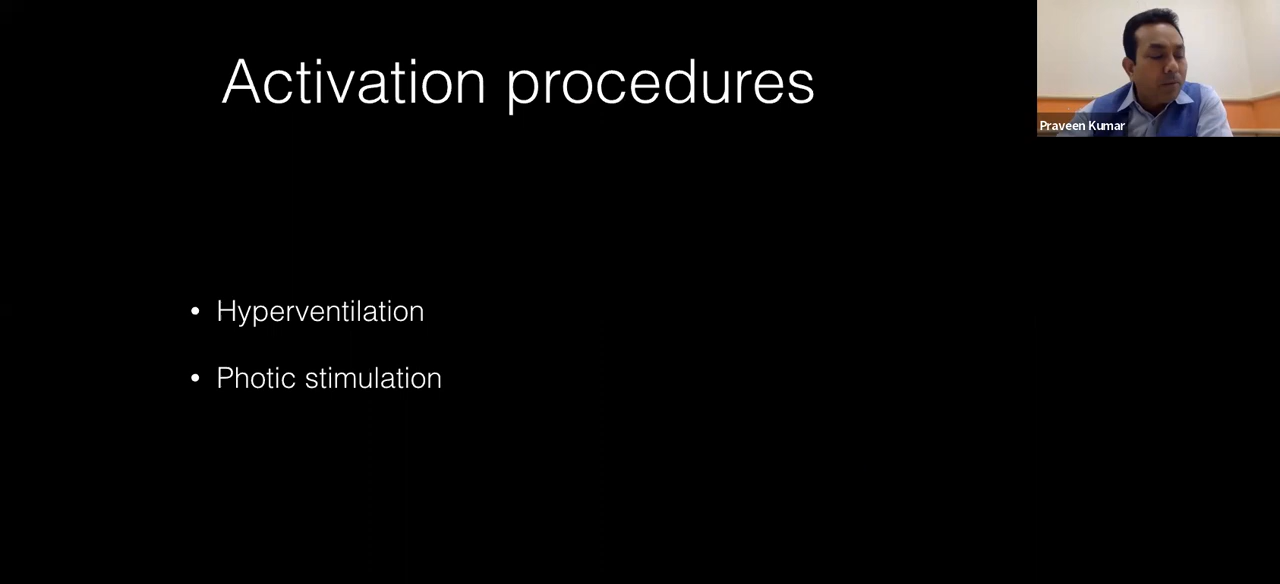 Activation procedures
Praveen Kumar
• Hyperventilation
• Photic stimulation